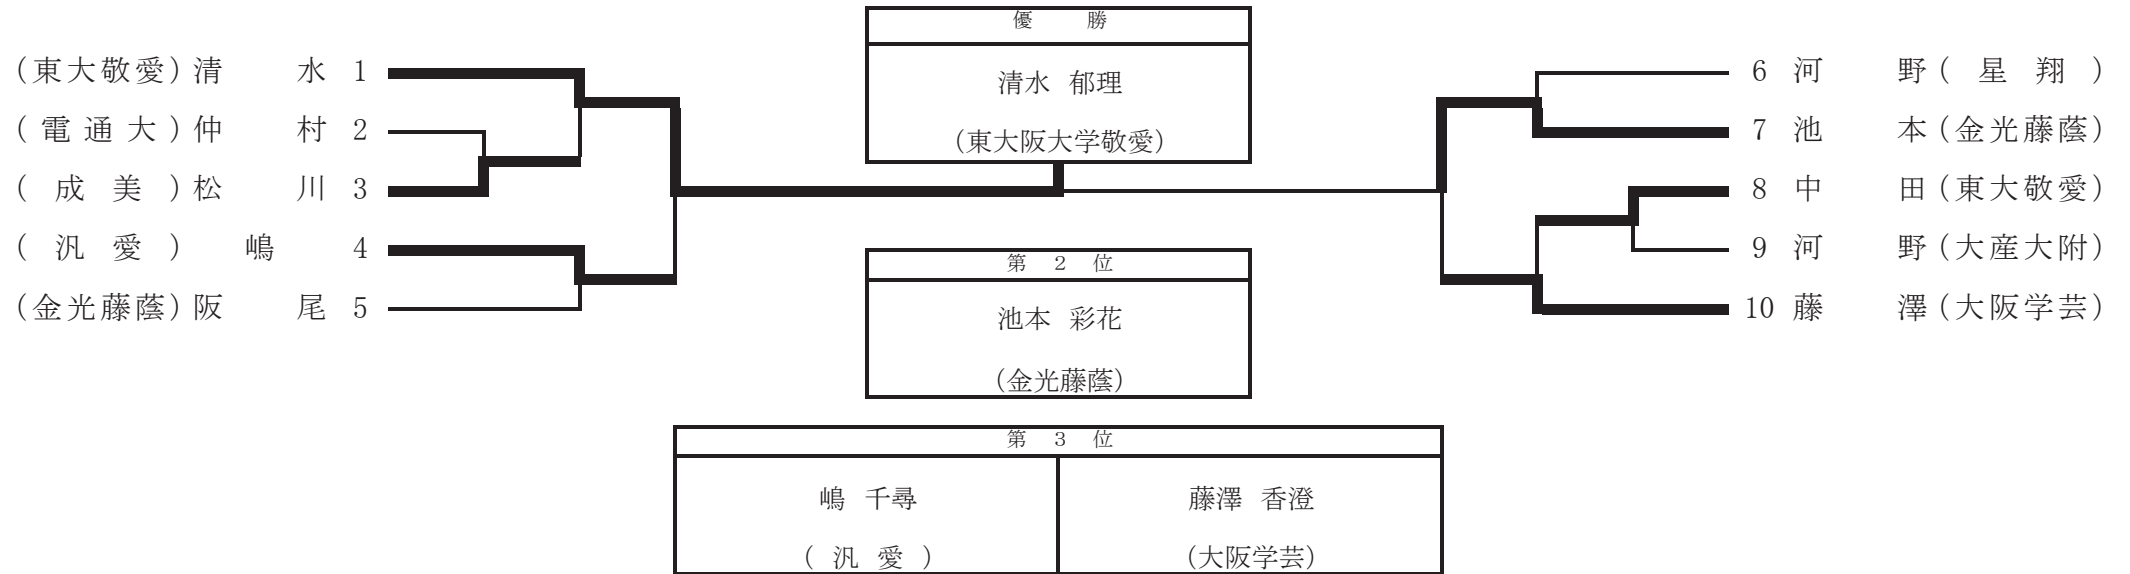 優 勝
清水 郁理
(東大阪大学敬愛)
(東大敬愛) 清 水 1
(電通大) 仲 村 2
(成美) 松 川 3
(汎愛) 嶋 4
(金光藤蔭) 阪 尾 5
6 河 野 (星翔)
7 池 本 (金光藤蔭)
8 中 田 (東大敬愛)
9 河 野 (大産大附)
10 藤 澤 (大阪学芸)
第 2 位
池本 彩花
(金光藤蔭)
第 3 位
嶋 千尋
(汎愛)
藤澤 香澄
(大阪学芸)